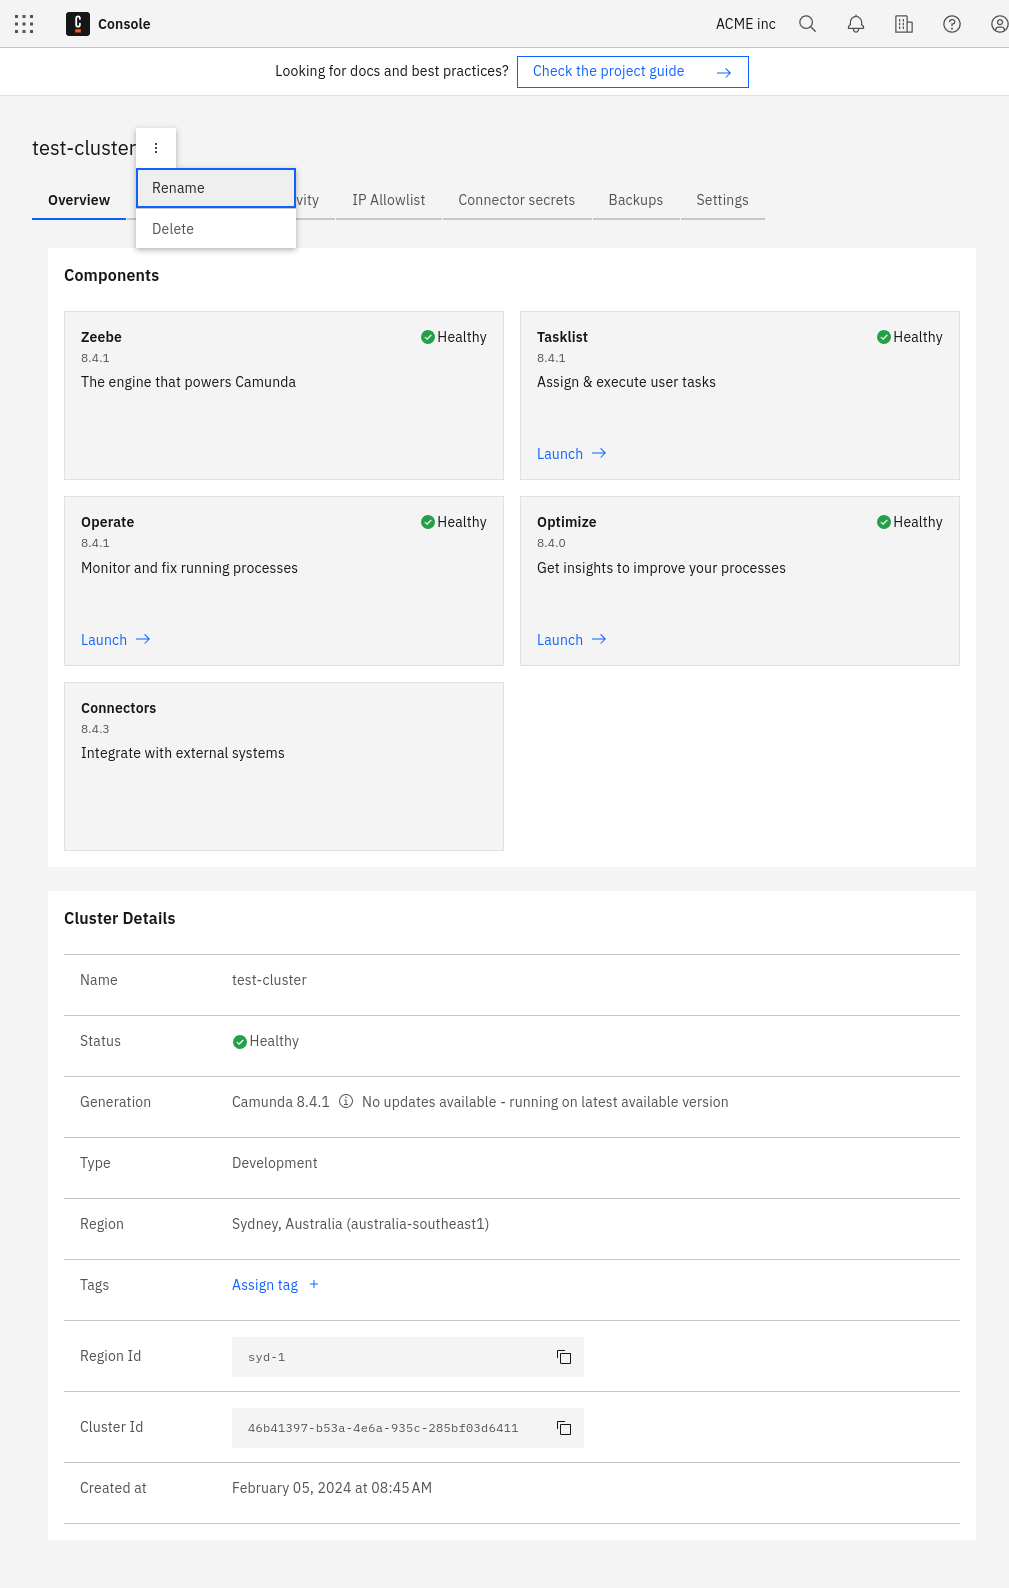 Console
ACME inc
Looking for docs and best practices? Check the project guide
test-cluster
Rename
Delete
Overview vity IP Allowlist Connector secrets Backups Settings
Components
Zeebe Healthy
8.4.1
The engine that powers Camunda
Tasklist Healthy
8.4.1
Assign & execute user tasks
Launch
Operate Healthy
8.4.1
Monitor and fix running processes
Launch
Optimize Healthy
8.4.0
Get insights to improve your processes
Launch
Connectors
8.4.3
Integrate with external systems
Cluster Details
Name test-cluster
Status Healthy
Generation Camunda 8.4.1 No updates available - running on latest available version
Type Development
Region Sydney, Australia (australia-southeast1)
Tags Assign tag +
Region Id syd-1
Cluster Id 46b41397-b53a-4e6a-935c-285bf03d6411
Created at February 05, 2024 at 08:45 AM